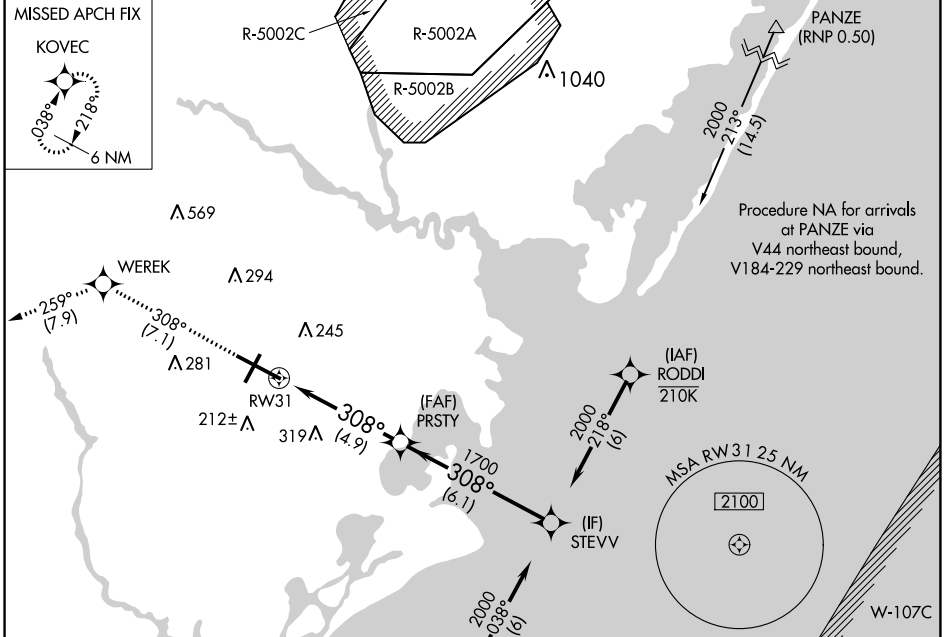 MISSED APCH FIX
KOVEC
038°
218°
6 NM
R-5002C
R-5002A
R-5002B
1040
PANZE
(RNP 0.50)
2000
213°
(14.5)
Procedure NA for arrivals
at PANZE via
V44 northeast bound,
V184-229 northeast bound.
569
WEREK
294
259°
(7.9)
308°
(7.1)
245
281
RW31
212±
319
308°
(4.9)
(FAF)
PRSTY
1700
308°
(6.1)
(IAF)
RODDI
210K
2000
218°
(6)
(IF)
STEVV
2000
038°
(6)
MSA RW31 25 NM
2100
W-107C